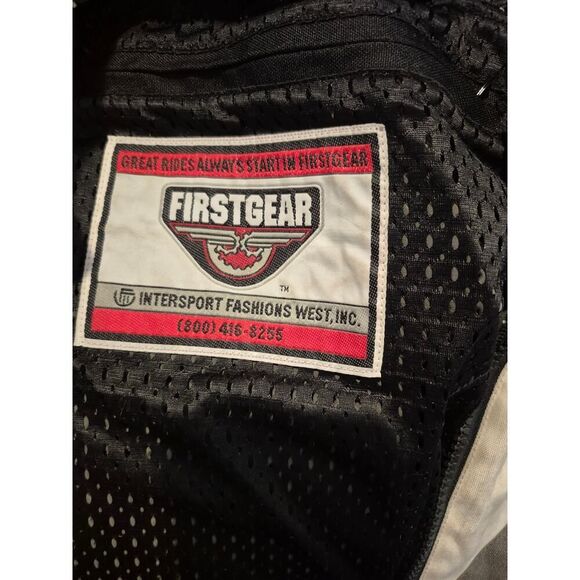 GREAT RIDES ALWAYS START IN FIRSTGEAR
FIRSTGEAR
TM
INTERSPORT FASHIONS WEST, INC.
(800) 416-8255